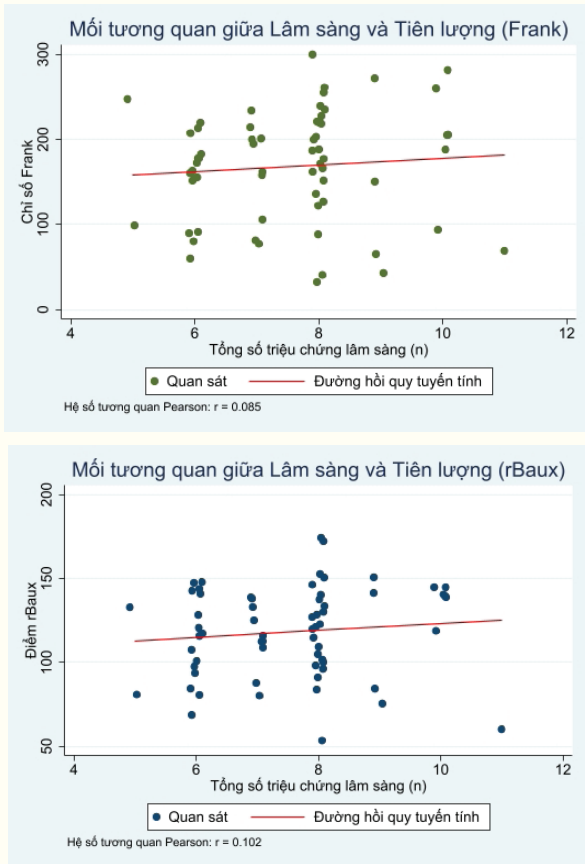 Mối tương quan giữa Lâm sàng và Tiên lượng (Frank)
300
200
100
0
Chỉ số Frank
4 6 8 10 12
Tổng số triệu chứng lâm sàng (n)
Quan sát Đường hồi quy tuyến tính
Hệ số tương quan Pearson: r = 0.085
Mối tương quan giữa Lâm sàng và Tiên lượng (rBaux)
200
150
100
50
Điểm rBaux
4 6 8 10 12
Tổng số triệu chứng lâm sàng (n)
Quan sát Đường hồi quy tuyến tính
Hệ số tương quan Pearson: r = 0.102